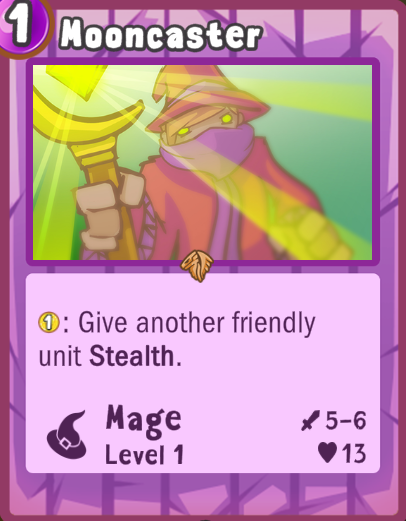 1 Mooncaster
1: Give another friendly
unit Stealth.
Mage 5–6
Level 1 13